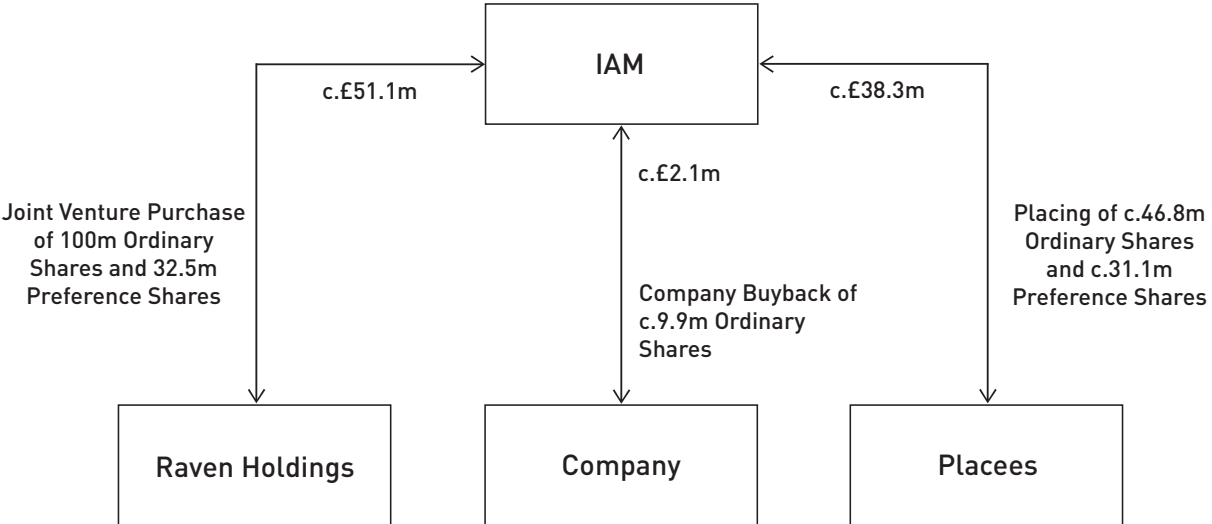 IAM
c.£51.1m
c.£38.3m
c.£2.1m
Joint Venture Purchase
of 100m Ordinary
Shares and 32.5m
Preference Shares
Company Buyback of
c.9.9m Ordinary
Shares
Placing of c.46.8m
Ordinary Shares
and c.31.1m
Preference Shares
Raven Holdings
Company
Placees